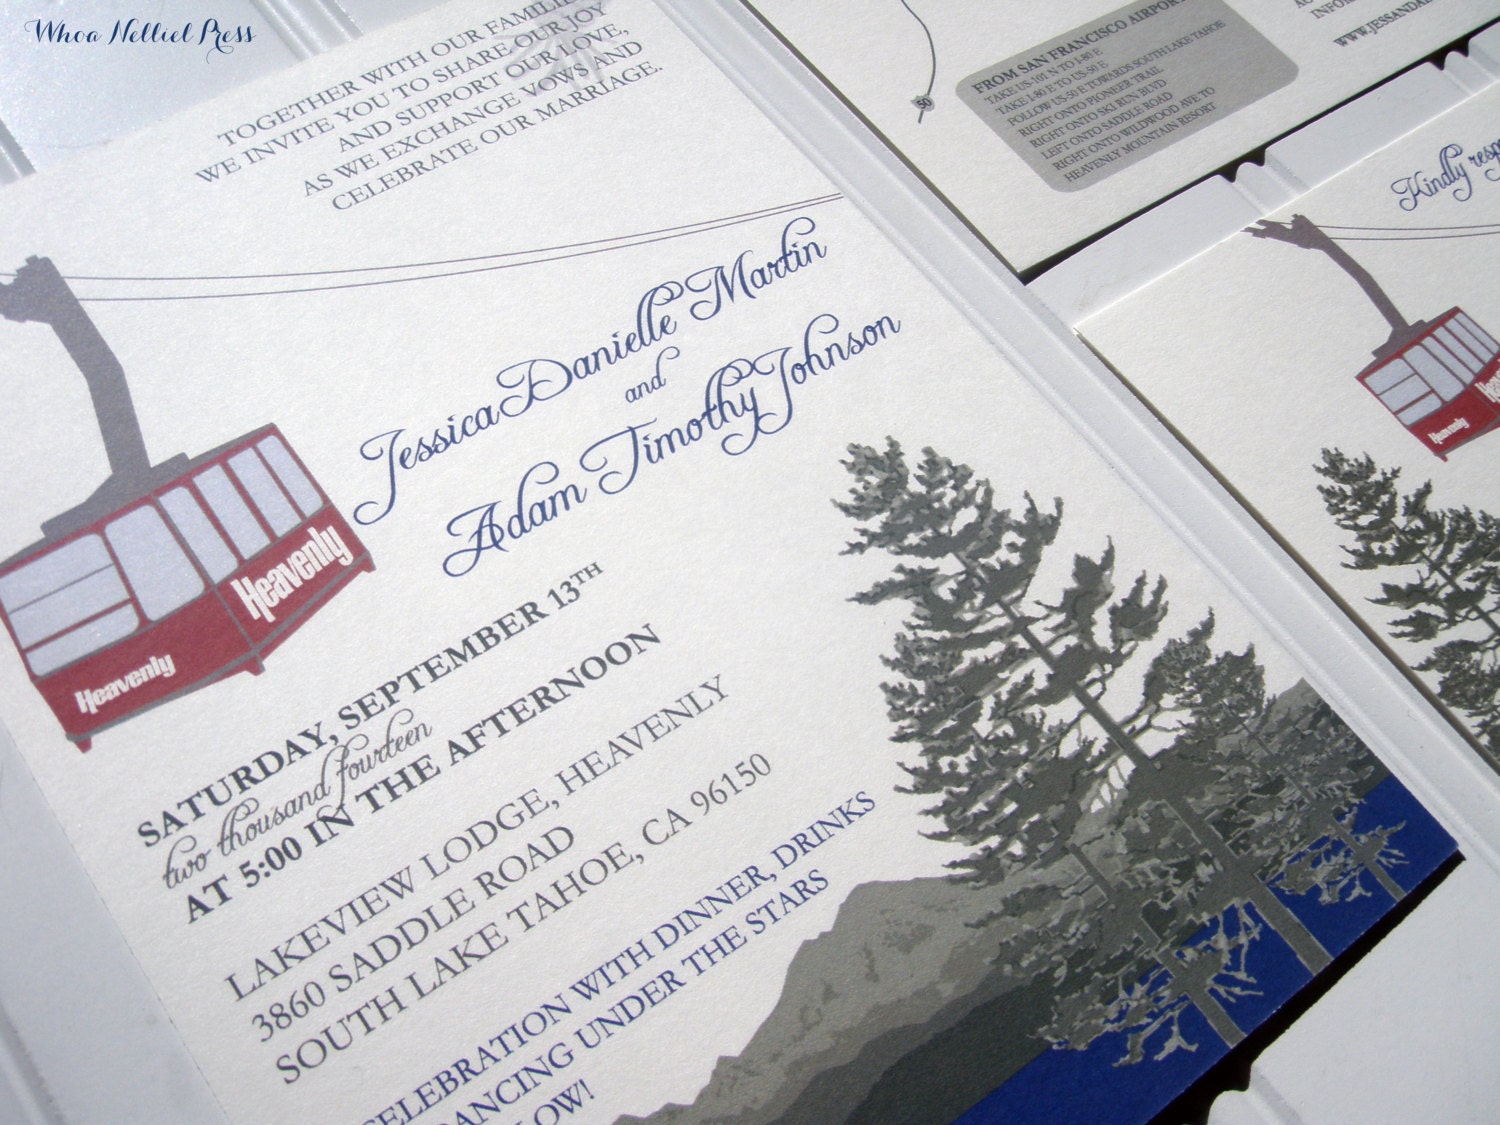 Whoa Nelliel Press
TOGETHER WITH OUR FAMILIES
WE INVITE YOU TO SHARE OUR JOY
AND SUPPORT OUR LOVE,
AS WE EXCHANGE VOWS AND
CELEBRATE OUR MARRIAGE.
Jessica Danielle Martin
and
Adam Timothy Johnson
Heavenly
Heavenly
SATURDAY, SEPTEMBER 13TH
two thousand fourteen
AT 5:00 IN THE AFTERNOON
LAKEVIEW LODGE, HEAVENLY
3860 SADDLE ROAD
SOUTH LAKE TAHOE, CA 96150
CELEBRATION WITH DINNER, DRINKS
DANCING UNDER THE STARS
50
FROM SAN FRANCISCO AIRPORT
TAKE US-101 N TO I-80 E
TAKE I-80 E TO US-50 E
FOLLOW US-50 E TOWARDS SOUTH LAKE TAHOE
RIGHT ONTO PIONEER TRAIL
RIGHT ONTO SKI RUN BLVD
LEFT ONTO SADDLE ROAD
RIGHT ONTO WILDWOOD AVE TO
HEAVENLY MOUNTAIN RESORT
WWW.JESSANDA
Kindly resp
Heavenly